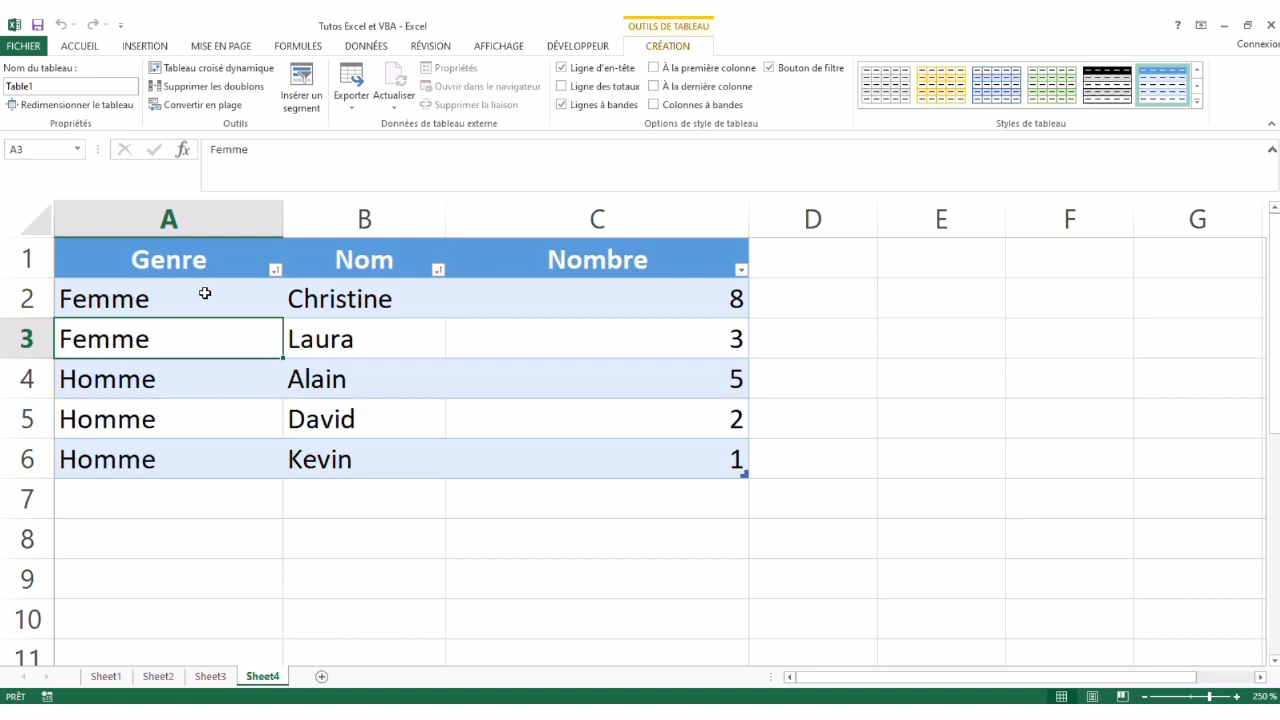 Tutos Excel et VBA - Excel
OUTILS DE TABLEAU
?
FICHIER ACCUEIL INSERTION MISE EN PAGE FORMULES DONNÉES RÉVISION AFFICHAGE DÉVELOPPEUR CRÉATION Connexio
Nom du tableau :
Table1
Redimensionner le tableau
Propriétés
Tableau croisé dynamique
Supprimer les doublons
Convertir en plage
Insérer un segment
Outils
Exporter Actualiser
Propriétés
Ouvrir dans le navigateur
Supprimer la liaison
Données de tableau externe
Ligne d'en-tête À la première colonne Bouton de filtre
Ligne des totaux À la dernière colonne
Lignes à bandes Colonnes à bandes
Options de style de tableau
Styles de tableau
A3 fx Femme
A B C D E F G
1 Genre Nom Nombre
2 Femme Christine 8
3 Femme Laura 3
4 Homme Alain 5
5 Homme David 2
6 Homme Kevin 1
7
8
9
10
11
Sheet1 Sheet2 Sheet3 Sheet4
PRÊT 250 %